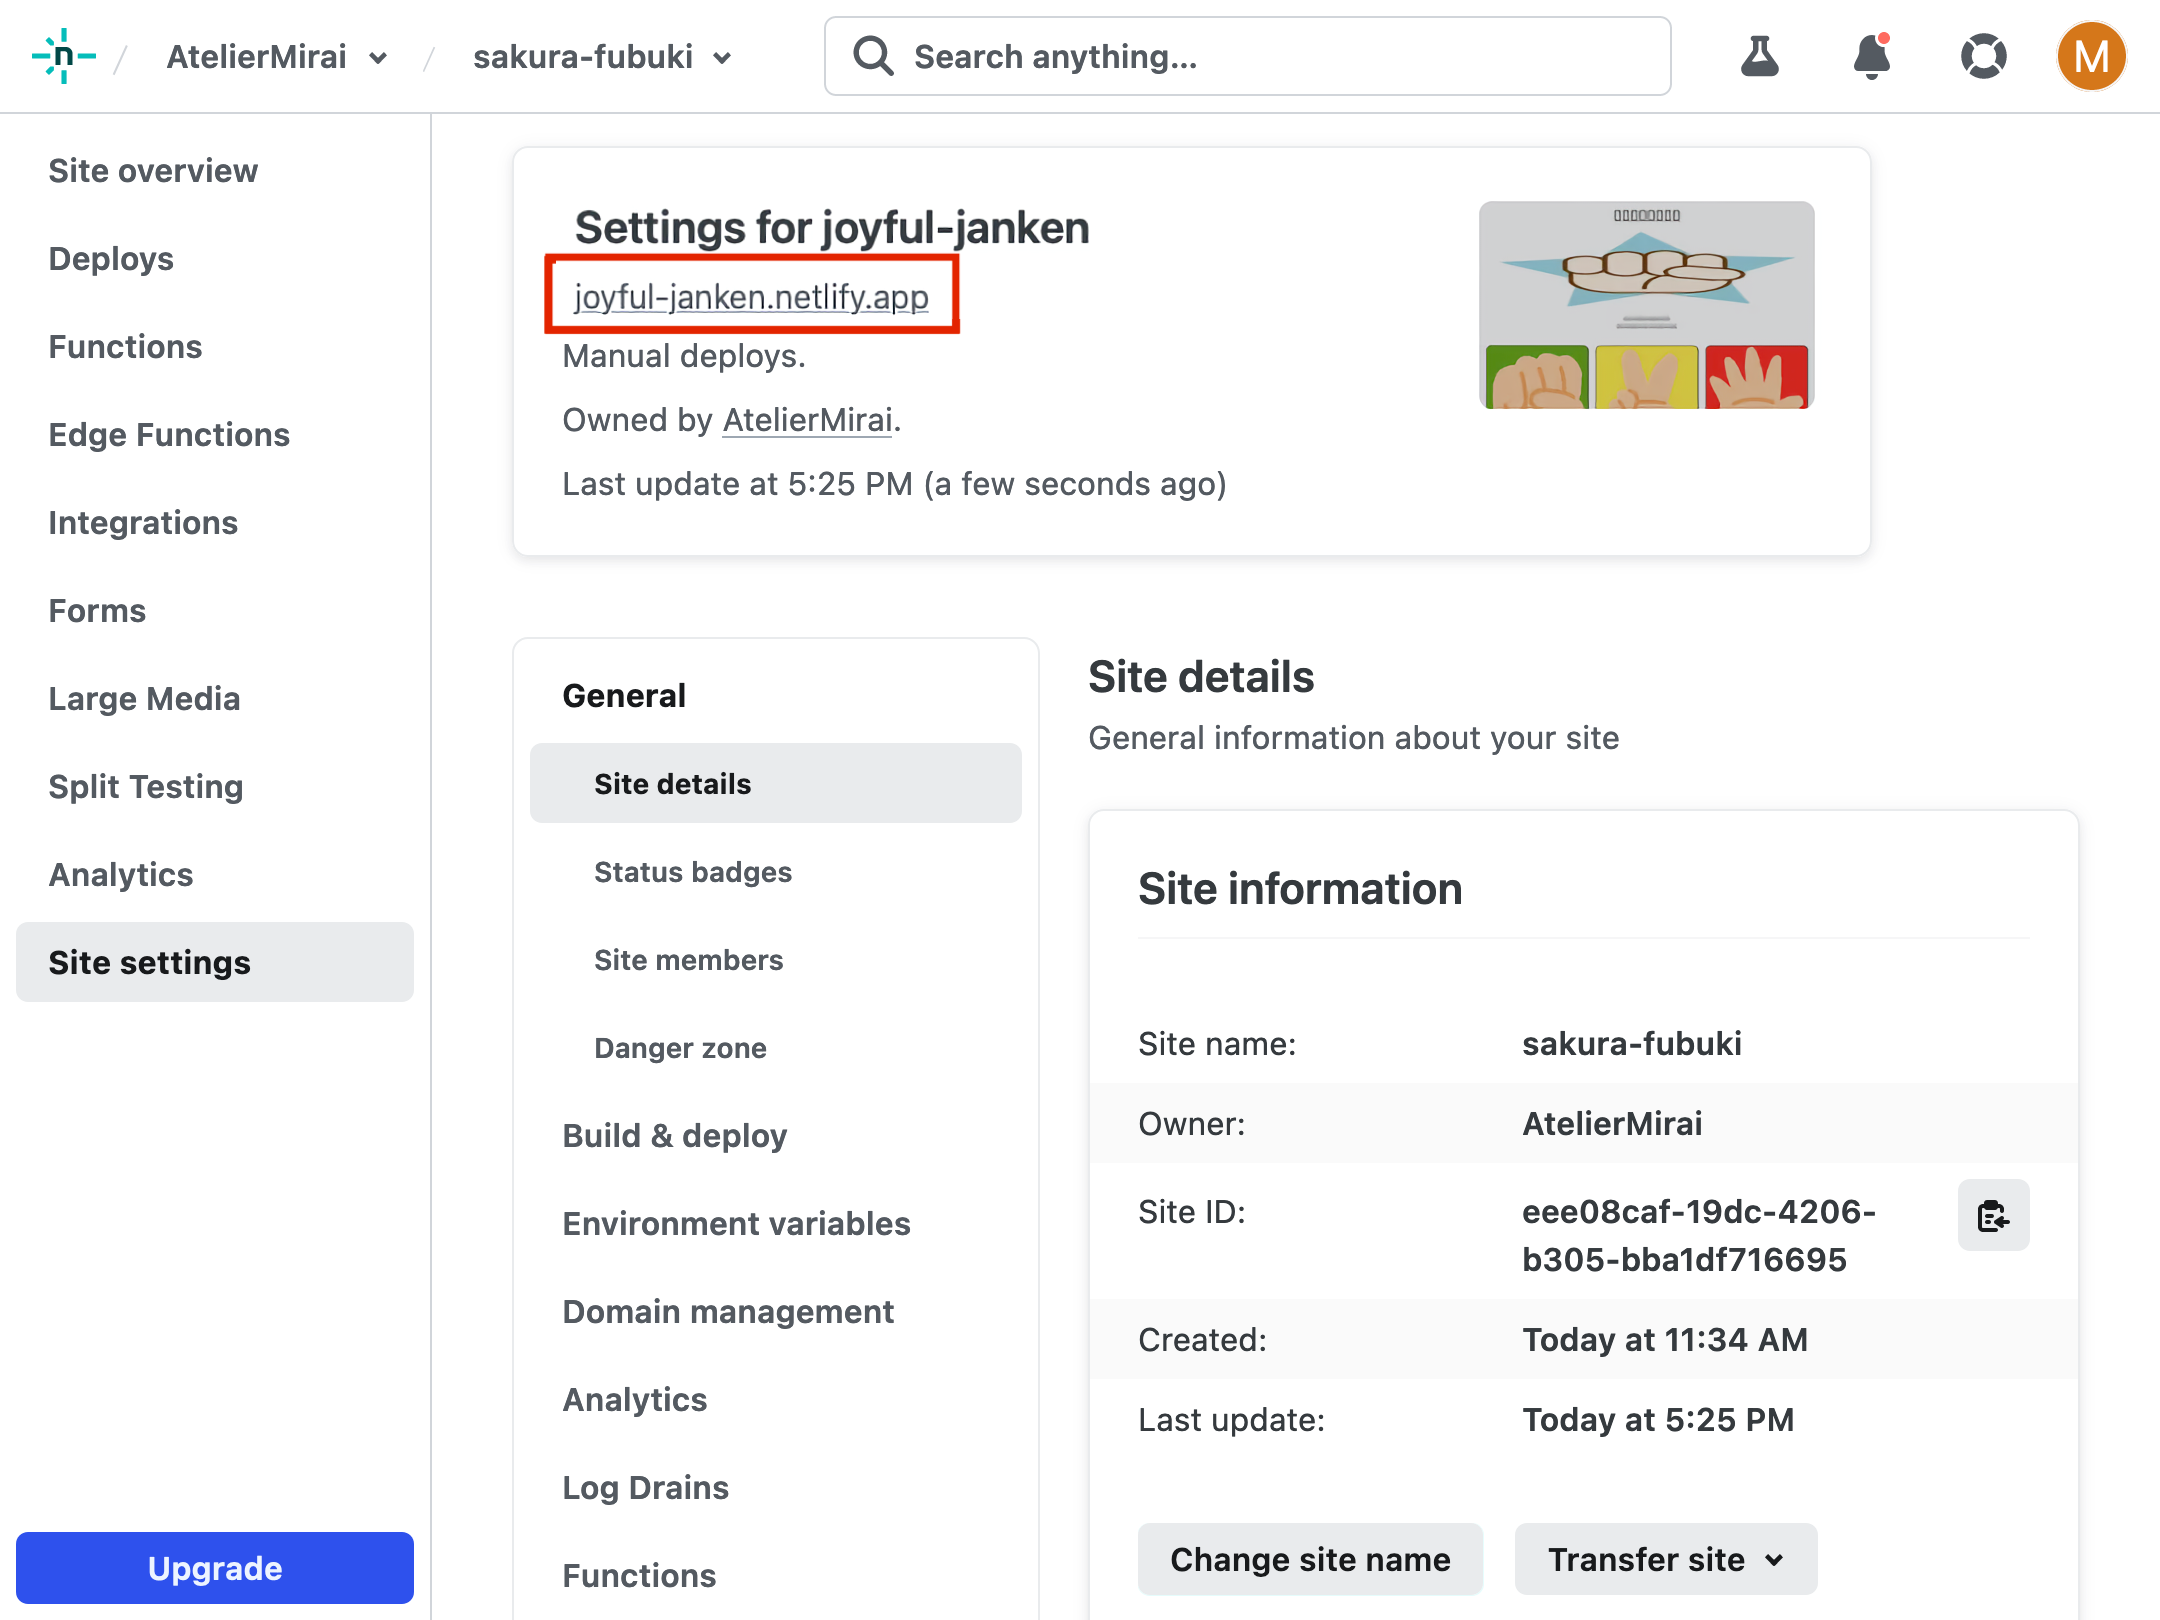 n / AtelierMirai / sakura-fubuki
Search anything...
M
Site overview
Deploys
Functions
Edge Functions
Integrations
Forms
Large Media
Split Testing
Analytics
Site settings
Upgrade
Settings for joyful-janken
joyful-janken.netlify.app
Manual deploys.
Owned by AtelierMirai.
Last update at 5:25 PM (a few seconds ago)
General
Site details
Status badges
Site members
Danger zone
Build & deploy
Environment variables
Domain management
Analytics
Log Drains
Functions
Site details
General information about your site
Site information
Site name: sakura-fubuki
Owner: AtelierMirai
Site ID: eee08caf-19dc-4206-
b305-bba1df716695
Created: Today at 11:34 AM
Last update: Today at 5:25 PM
Change site name
Transfer site